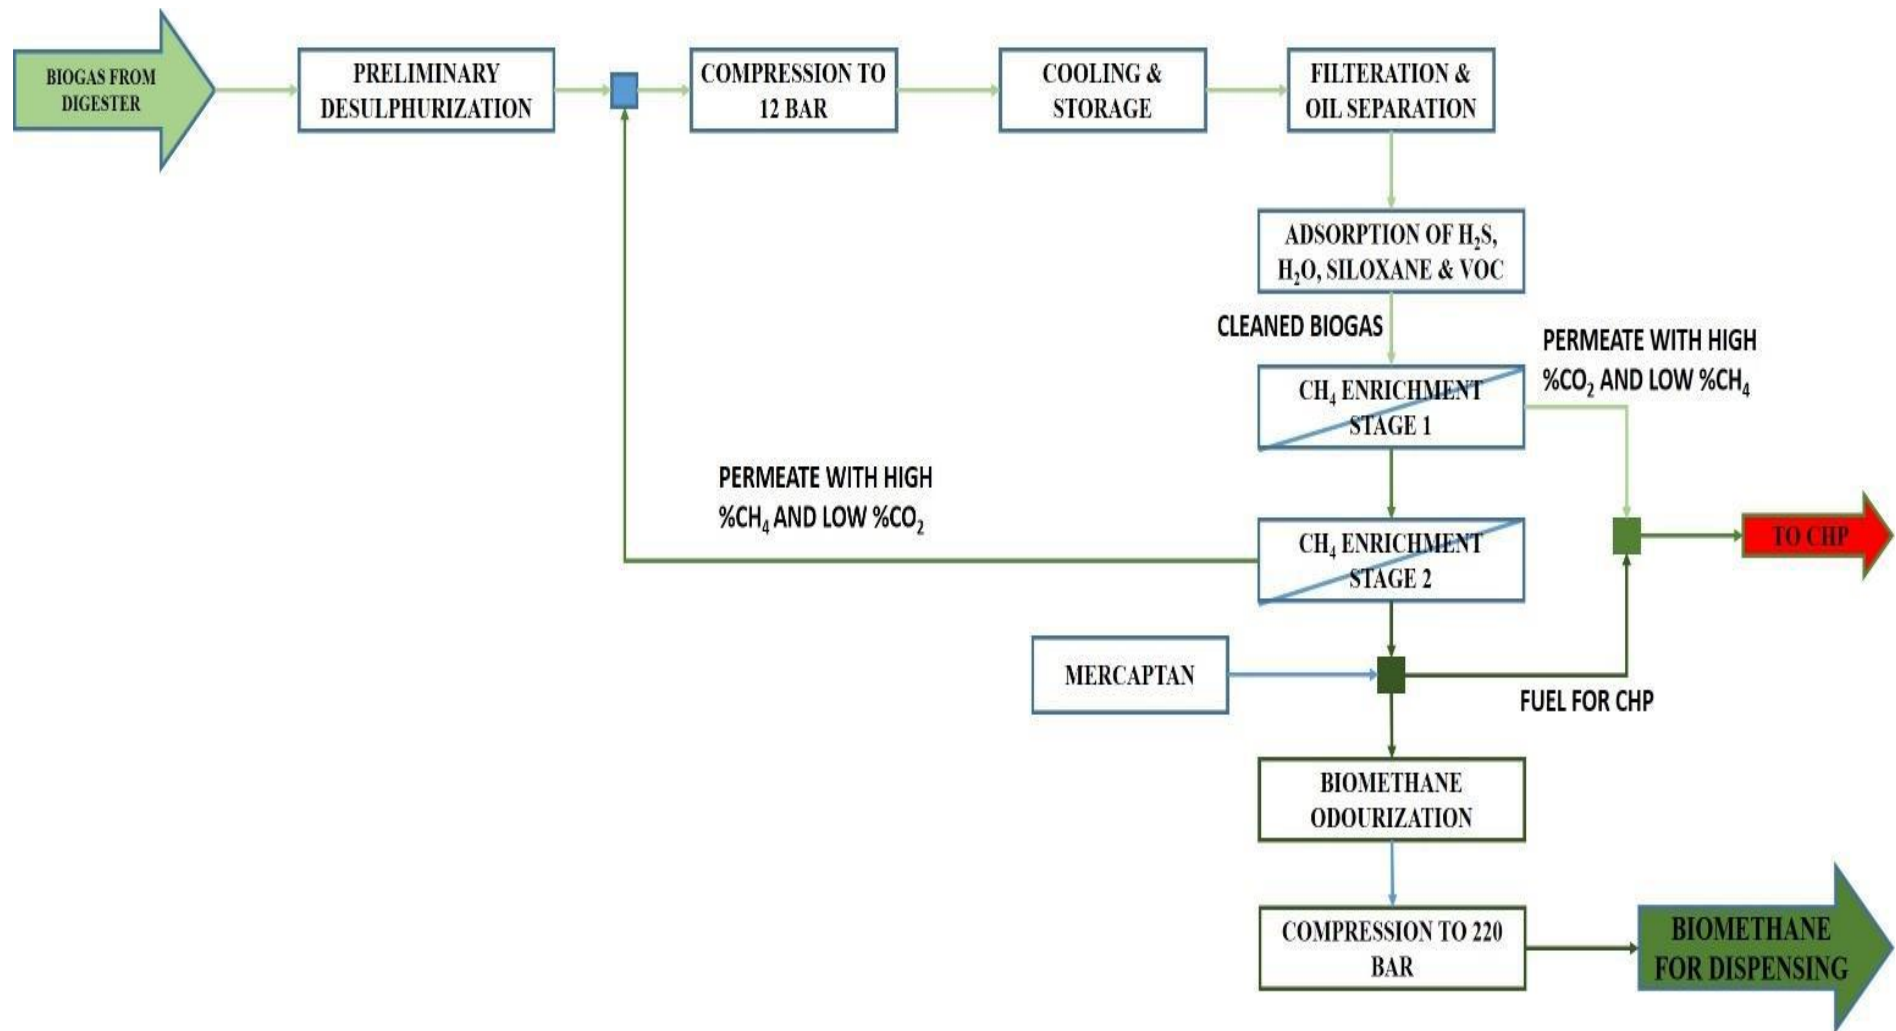 BIOGAS FROM
DIGESTER
PRELIMINARY
DESULPHURIZATION
COMPRESSION TO
12 BAR
COOLING &
STORAGE
FILTERATION &
OIL SEPARATION
ADSORPTION OF H₂S,
H₂O, SILOXANE & VOC
CLEANED BIOGAS
PERMEATE WITH HIGH
%CO₂ AND LOW %CH₄
CH₄ ENRICHMENT
STAGE 1
PERMEATE WITH HIGH
%CH₄ AND LOW %CO₂
CH₄ ENRICHMENT
STAGE 2
TO CHP
MERCAPTAN
FUEL FOR CHP
BIOMETHANE
ODOURIZATION
COMPRESSION TO 220
BAR
BIOMETHANE
FOR DISPENSING